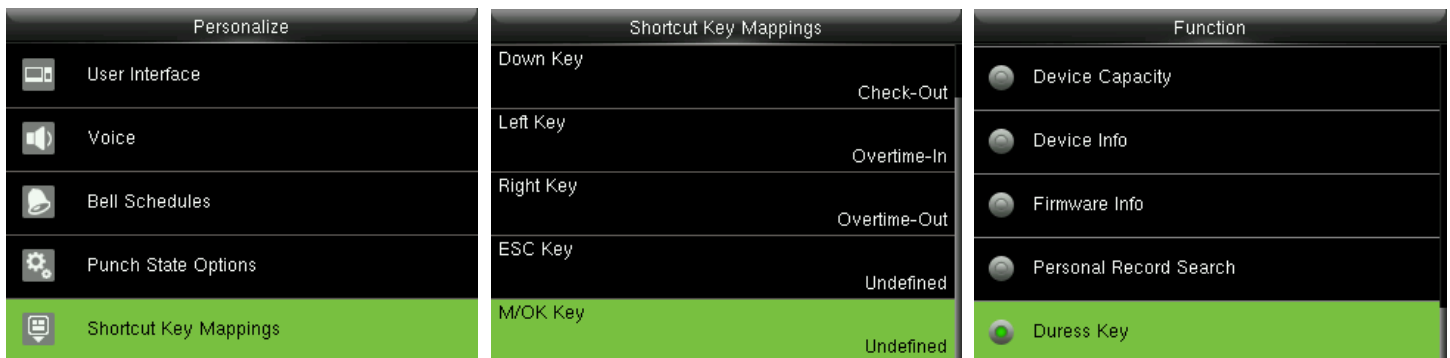 Personalize
User Interface
Voice
Bell Schedules
Punch State Options
Shortcut Key Mappings
Shortcut Key Mappings
Down Key
Check-Out
Left Key
Overtime-In
Right Key
Overtime-Out
ESC Key
Undefined
M/OK Key
Undefined
Function
Device Capacity
Device Info
Firmware Info
Personal Record Search
Duress Key